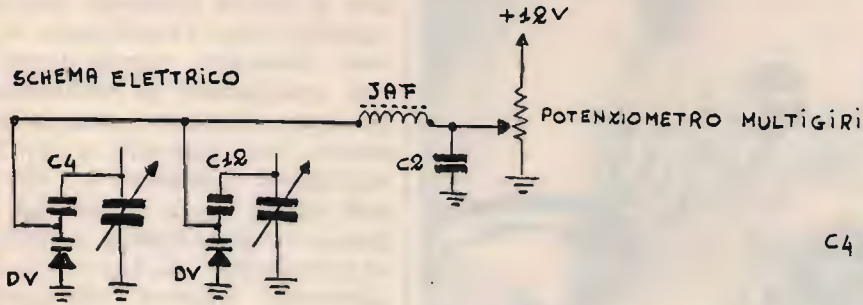 +12V
SCHEMA ELETTRICO
JAF
POTENZIOMETRO MULTIGIRI
C4
C12
C2
C4
DV
DV